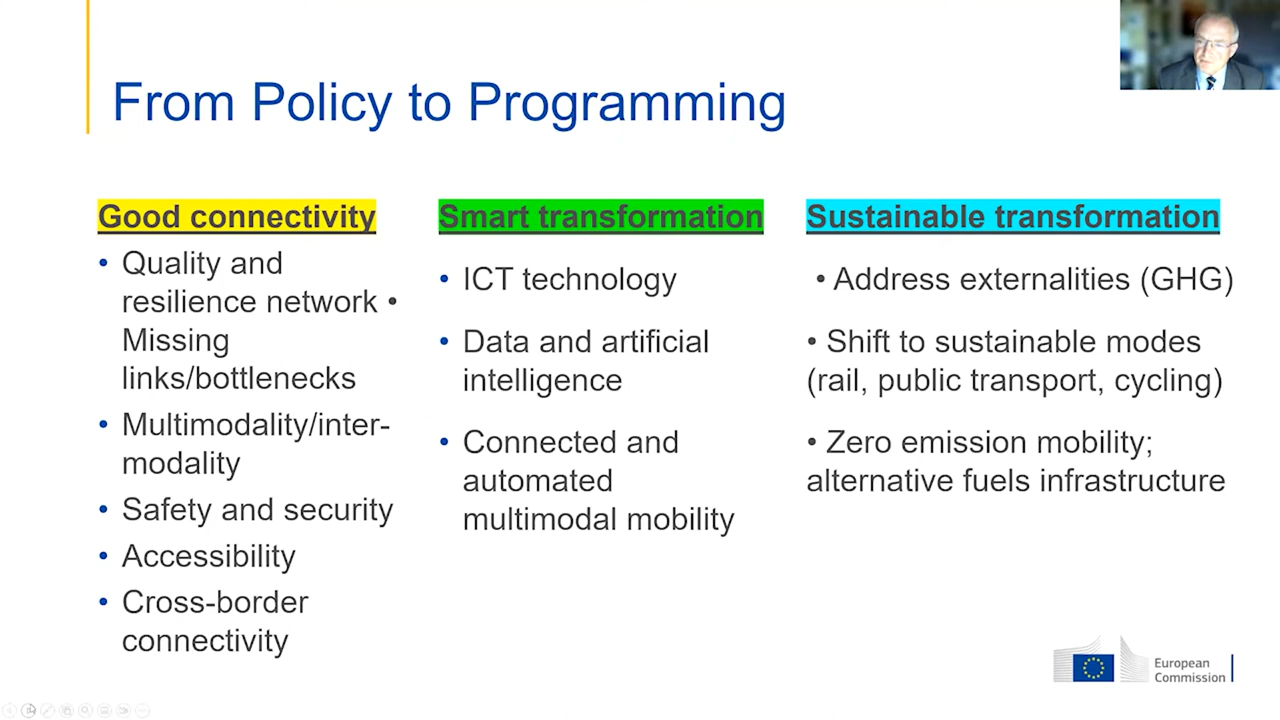 From Policy to Programming
Good connectivity
• Quality and
resilience network •
Missing
links/bottlenecks
• Multimodality/inter-
modality
• Safety and security
• Accessibility
• Cross-border
connectivity
Smart transformation
• ICT technology
• Data and artificial
intelligence
• Connected and
automated
multimodal mobility
Sustainable transformation
• Address externalities (GHG)
• Shift to sustainable modes
(rail, public transport, cycling)
• Zero emission mobility;
alternative fuels infrastructure
European
Commission